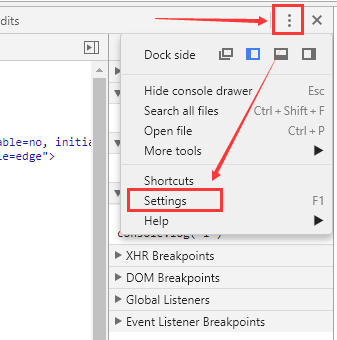 dits
Dock side
Hide console drawer Esc
Search all files Ctrl + Shift + F
Open file Ctrl + P
More tools
able=no, initia
le=edge">
Shortcuts
Settings F1
Help
console.log('1')
XHR Breakpoints
DOM Breakpoints
Global Listeners
Event Listener Breakpoints